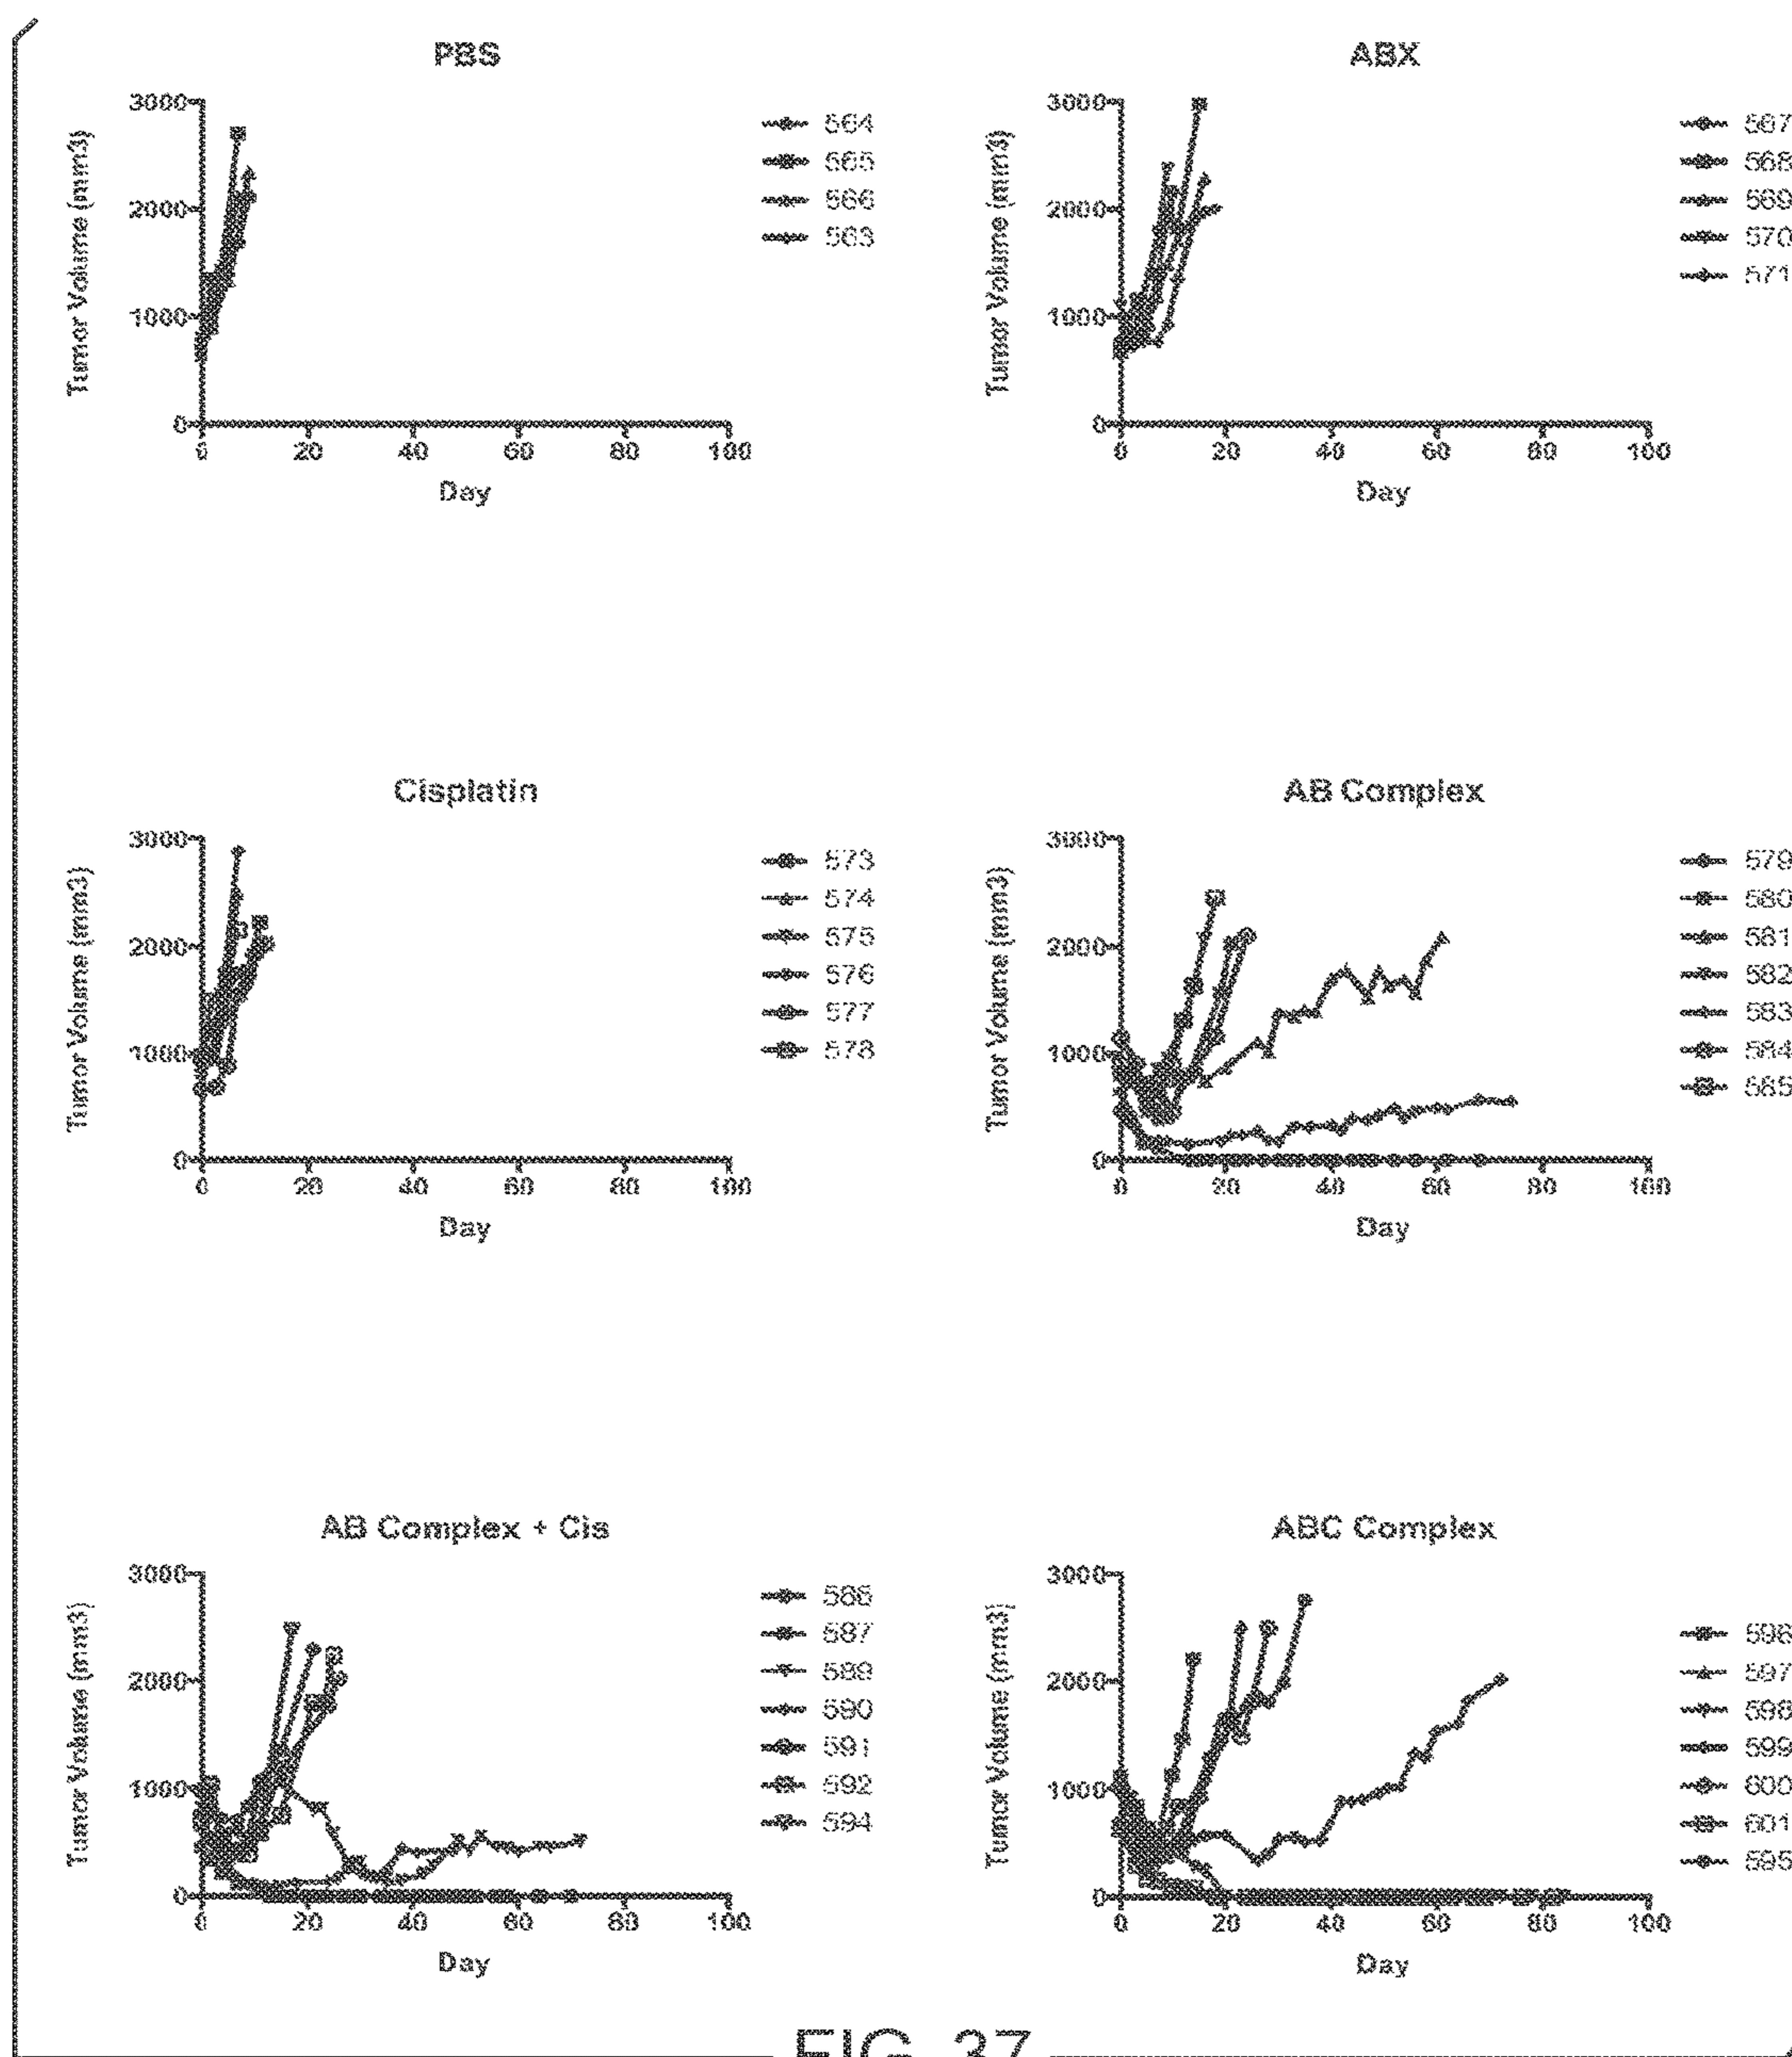 PBS
Tumor Volume (mm3)
3000
2000
1000
0
0 20 40 60 80 100
Day
564
565
566
563
ABX
Tumor Volume (mm3)
3000
2000
1000
0
0 20 40 60 80 100
Day
567
568
569
570
571
Cisplatin
Tumor Volume (mm3)
3000
2000
1000
0
0 20 40 60 80 100
Day
573
574
575
576
577
578
AB Complex
Tumor Volume (mm3)
3000
2000
1000
0
0 20 40 60 80 100
Day
579
580
581
582
583
584
585
AB Complex + Cis
Tumor Volume (mm3)
3000
2000
1000
0
0 20 40 60 80 100
Day
586
587
589
590
591
592
594
ABC Complex
Tumor Volume (mm3)
3000
2000
1000
0
0 20 40 60 80 100
Day
596
597
598
599
600
601
595
FIG. 37